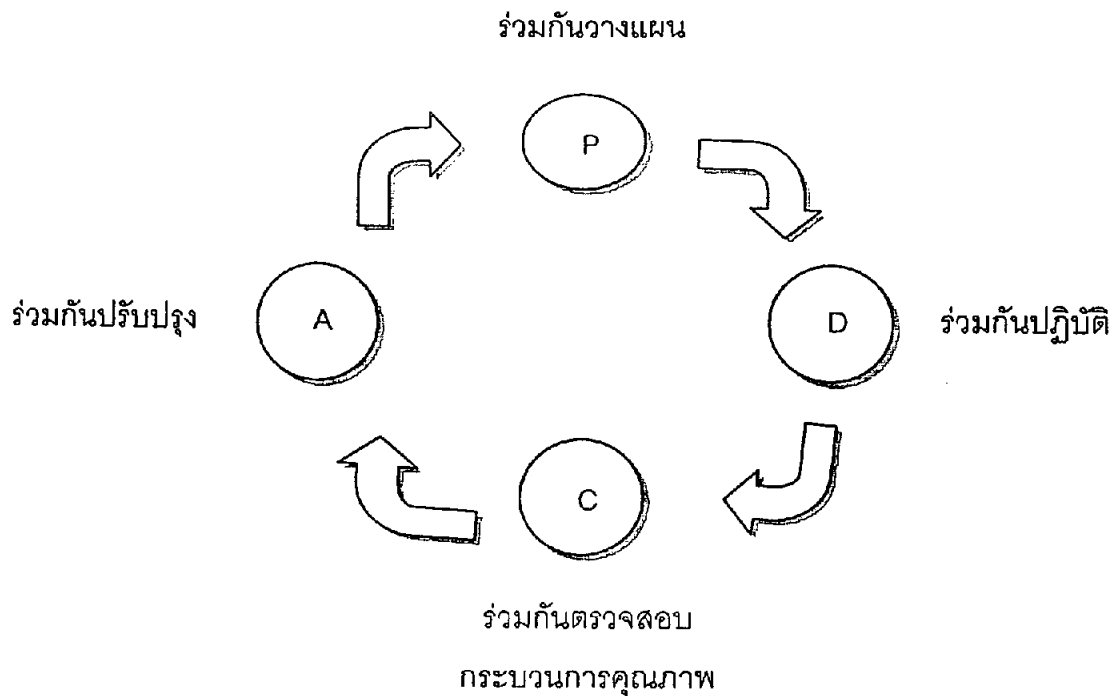 ร่วมกันวางแผน
P
ร่วมกันปรับปรุง A D ร่วมกันปฏิบัติ
C
ร่วมกันตรวจสอบ
กระบวนการคุณภาพ